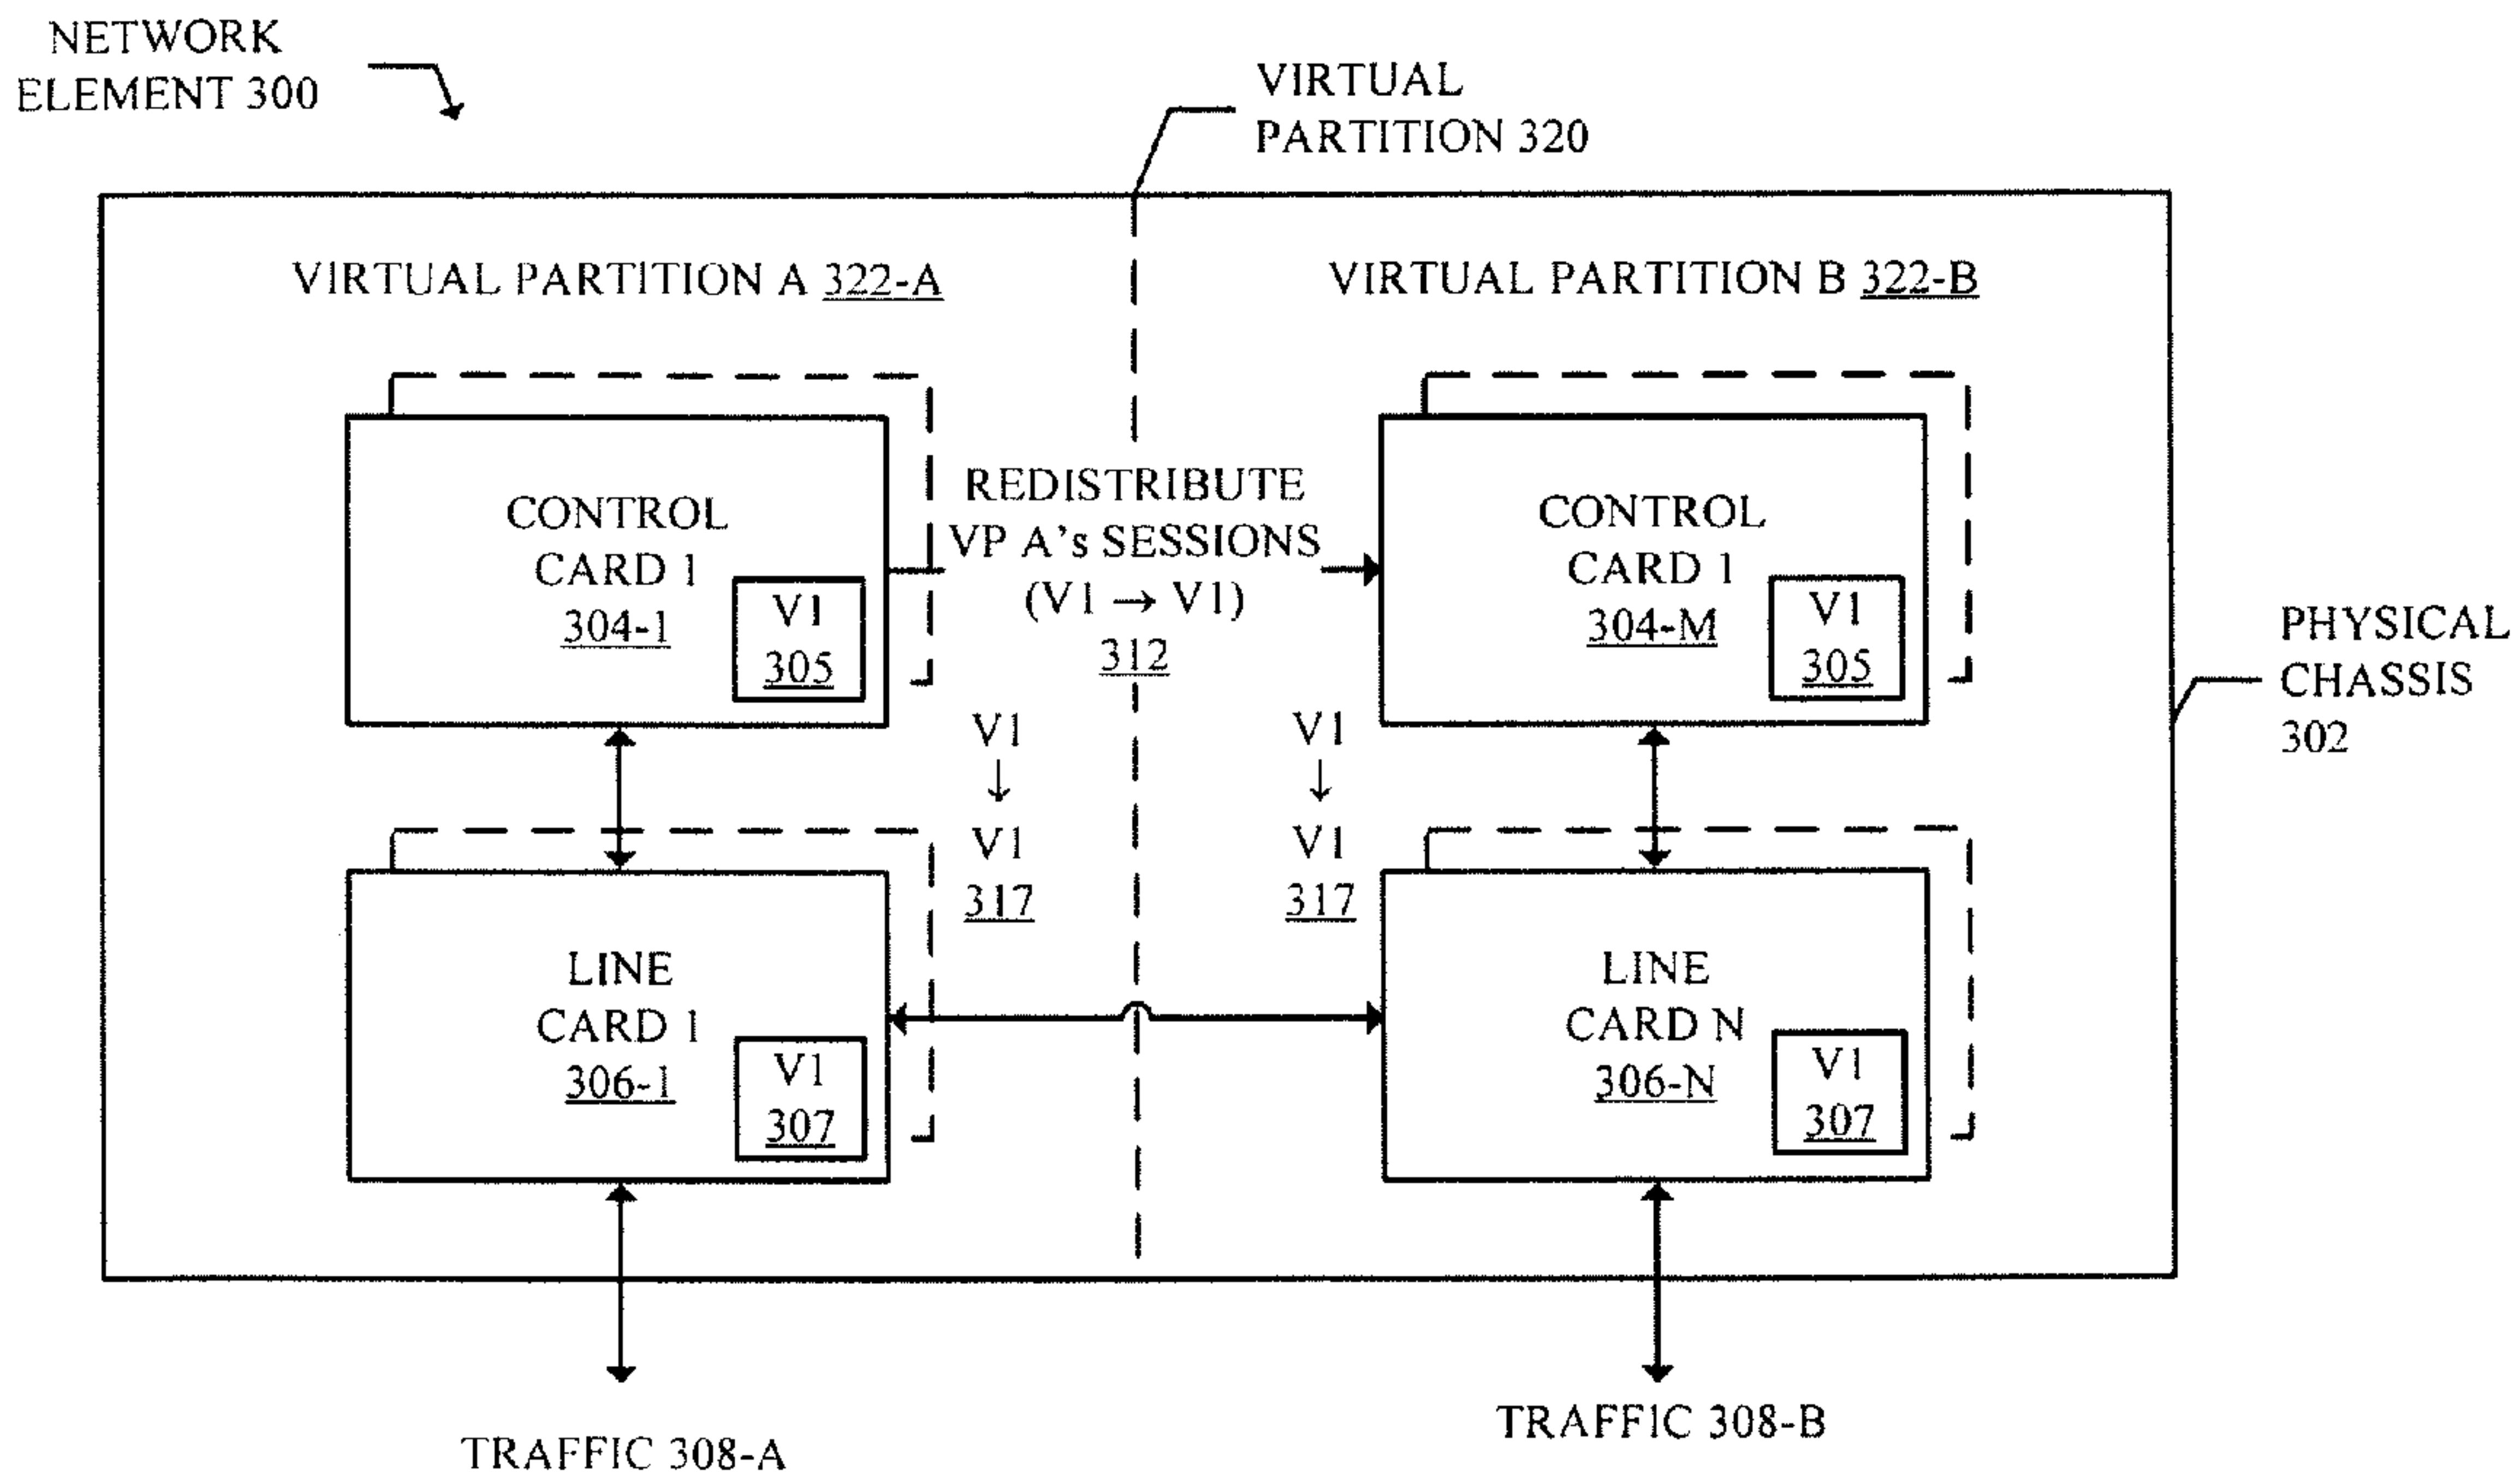 NETWORK
ELEMENT 300
VIRTUAL
PARTITION 320
VIRTUAL PARTITION A 322-A
VIRTUAL PARTITION B 322-B
CONTROL
CARD 1
304-1
V1
305
REDISTRIBUTE
VP A's SESSIONS
(V1 → V1)
312
CONTROL
CARD 1
304-M
V1
305
PHYSICAL
CHASSIS
302
V1
↓
V1
317
V1
↓
V1
317
LINE
CARD 1
306-1
V1
307
LINE
CARD N
306-N
V1
307
TRAFFIC 308-A
TRAFFIC 308-B